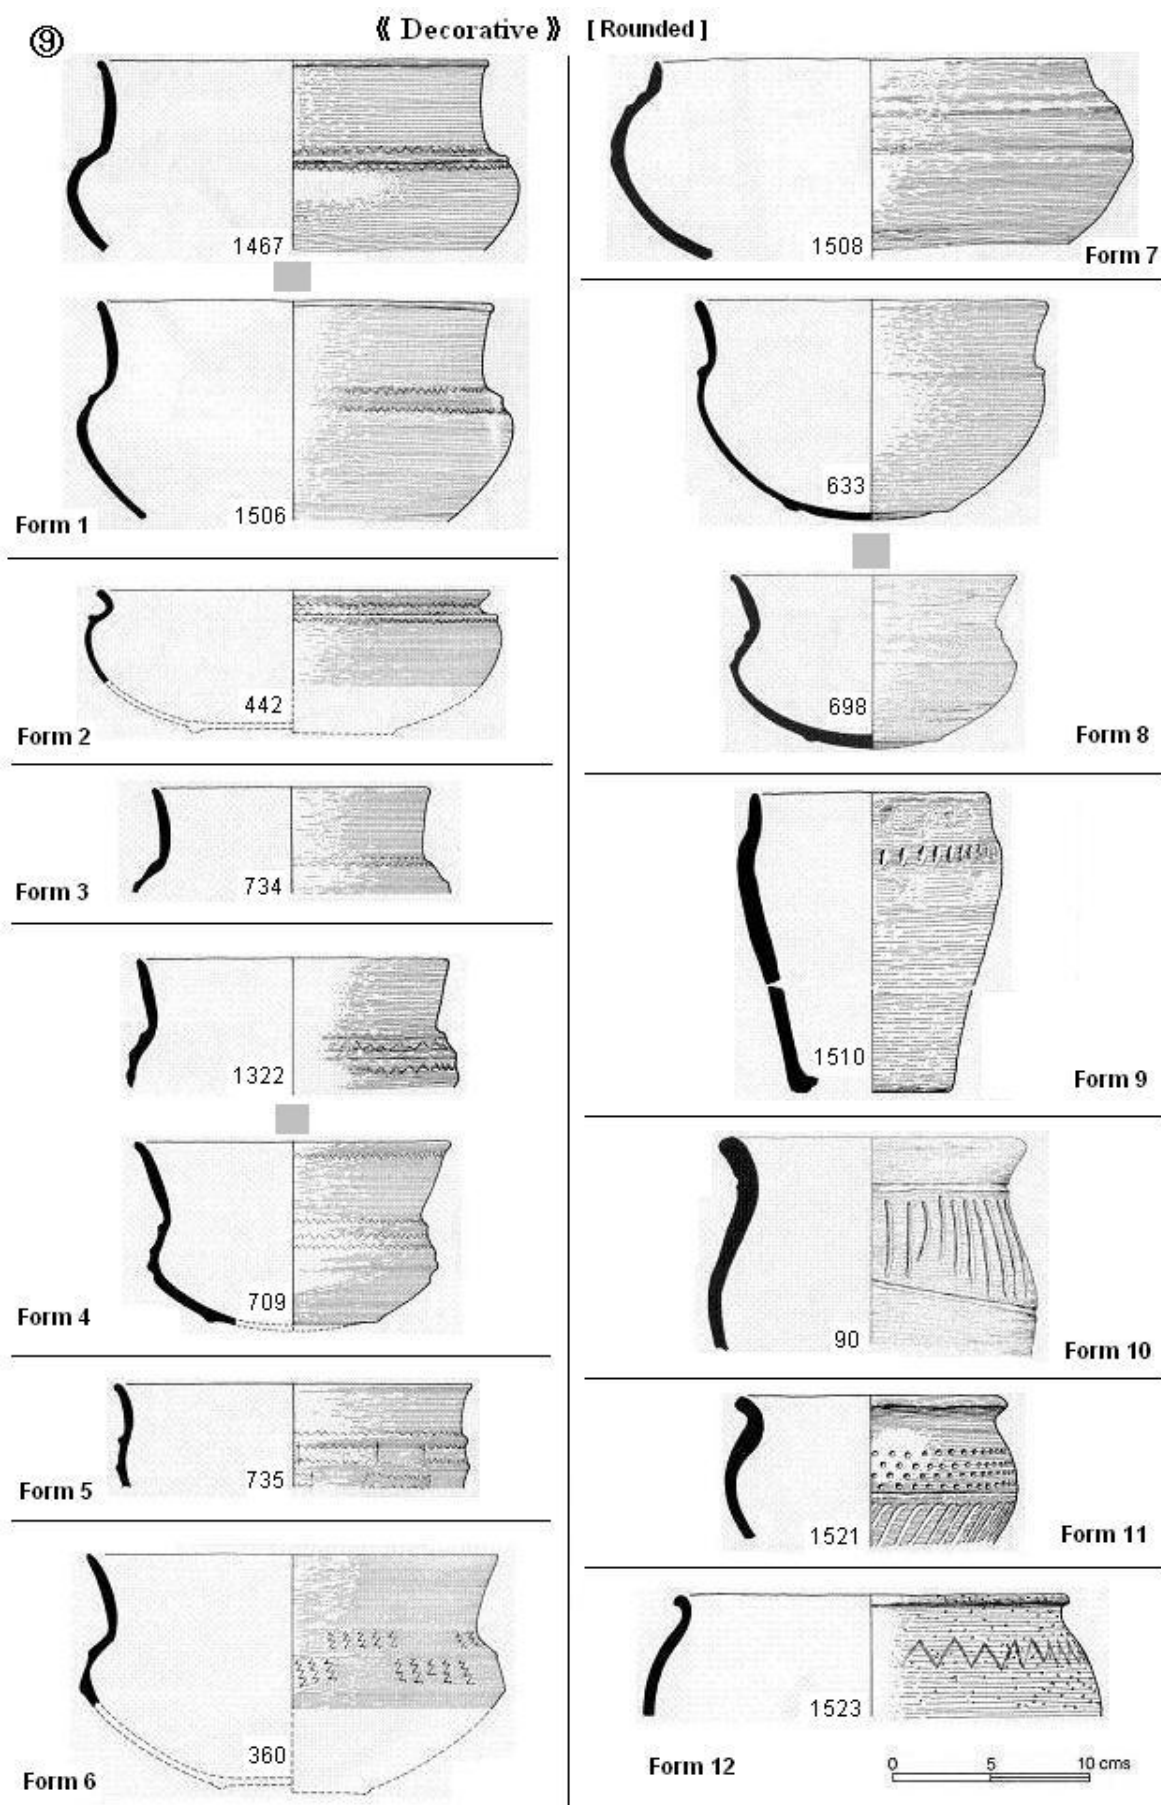 ⑨
⟪ Decorative ⟫ [ Rounded ]
1467
1506
Form 1
442
Form 2
734
Form 3
1322
709
Form 4
735
Form 5
360
Form 6
1508
Form 7
633
698
Form 8
1510
Form 9
90
Form 10
1521
Form 11
1523
Form 12
0 5 10 cms